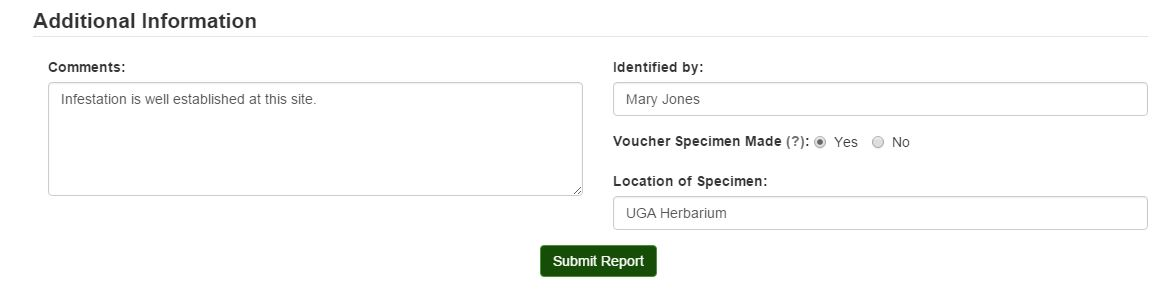 Additional Information
Comments:
Infestation is well established at this site.
Identified by:
Mary Jones
Voucher Specimen Made (?): Yes No
Location of Specimen:
UGA Herbarium
Submit Report